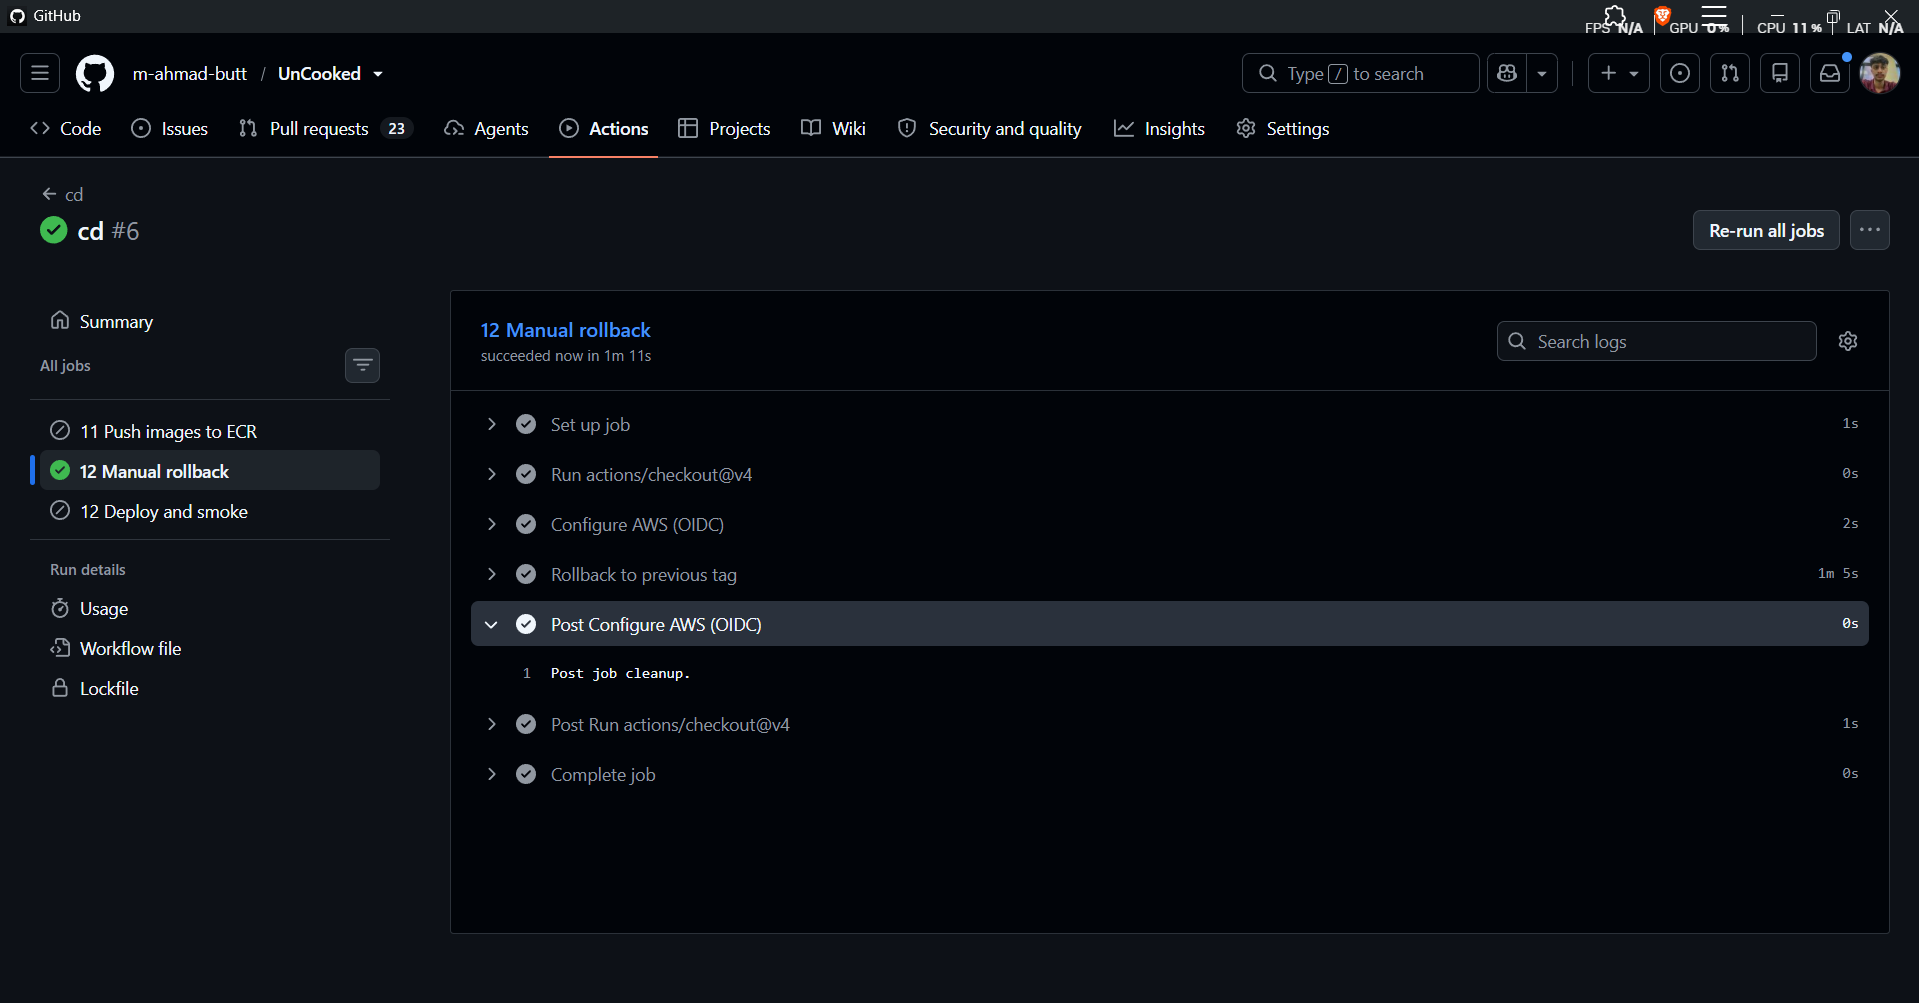 GitHub
FPS N/A GPU 0% CPU 11% LAT N/A
m-ahmad-butt / UnCooked
Type / to search
Code
Issues
Pull requests 23
Agents
Actions
Projects
Wiki
Security and quality
Insights
Settings
cd
cd #6
Re-run all jobs
Summary
All jobs
11 Push images to ECR
12 Manual rollback
12 Deploy and smoke
Run details
Usage
Workflow file
Lockfile
12 Manual rollback
succeeded now in 1m 11s
Search logs
Set up job 1s
Run actions/checkout@v4 0s
Configure AWS (OIDC) 2s
Rollback to previous tag 1m 5s
Post Configure AWS (OIDC) 0s
1 Post job cleanup.
Post Run actions/checkout@v4 1s
Complete job 0s